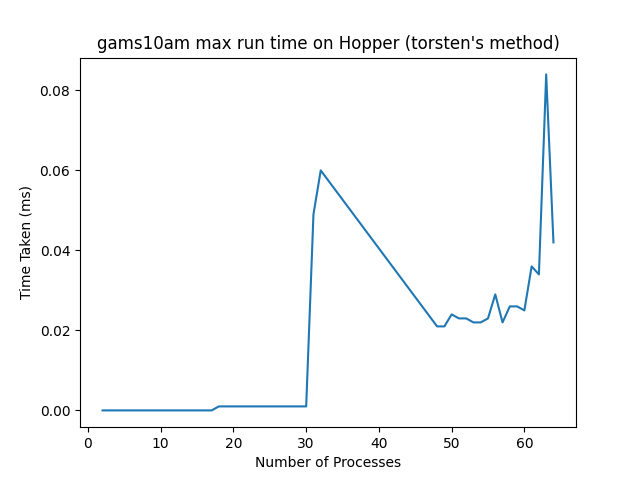 gams10am max run time on Hopper (torsten's method)
0.08
0.06
0.04
0.02
0.00
Time Taken (ms)
0 10 20 30 40 50 60
Number of Processes